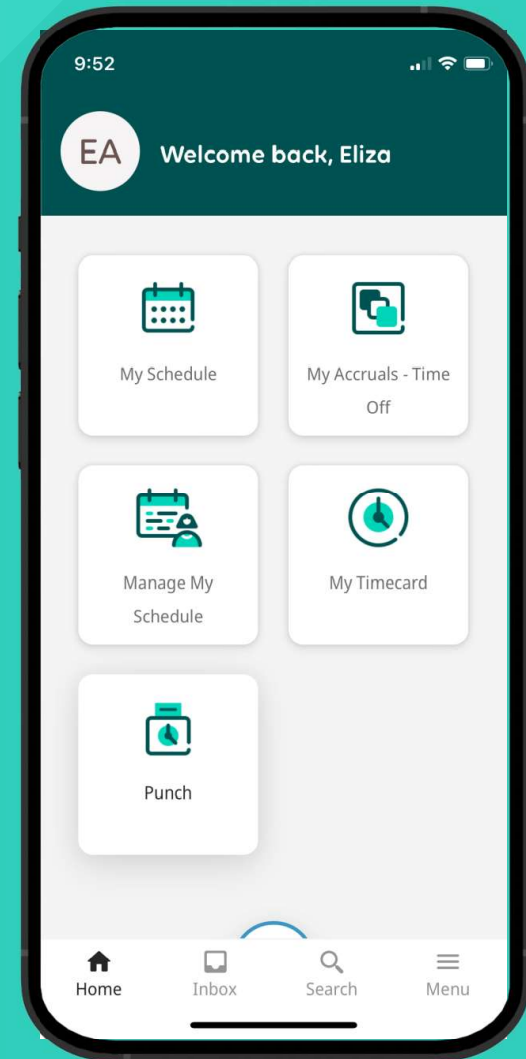 9:52
EA
Welcome back, Eliza
My Schedule
My Accruals - Time
Off
Manage My
Schedule
My Timecard
Punch
Home
Inbox
Search
Menu